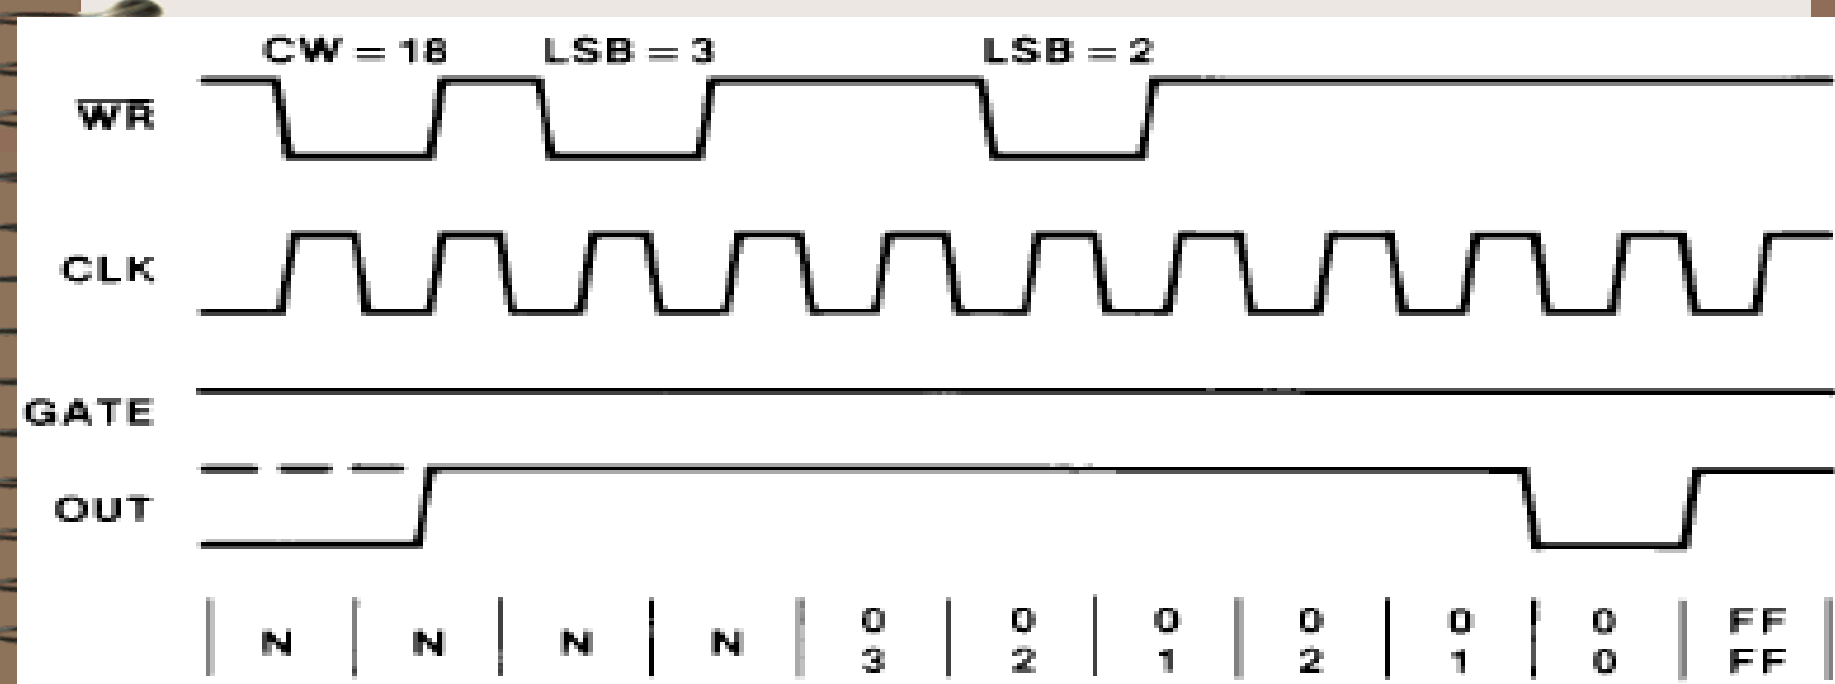 CW = 18 LSB = 3 LSB = 2
WR
CLK
GATE
OUT
N N N N 0 0 0 0 0 0 FF
3 2 1 2 1 0 FF